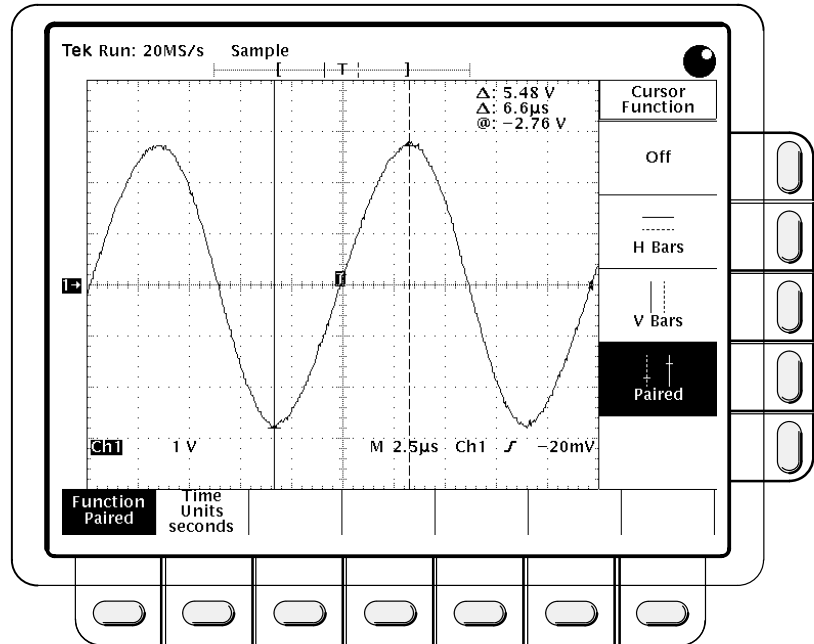 Tek Run: 20MS/s Sample
[ T ]
Δ: 5.48 V
Δ: 6.6µs
@: −2.76 V
Cursor
Function
Off
H Bars
V Bars
Paired
T
1→
Ch1 1 V M 2.5µs Ch1 ∫ −20mV
Function
Paired
Time
Units
seconds